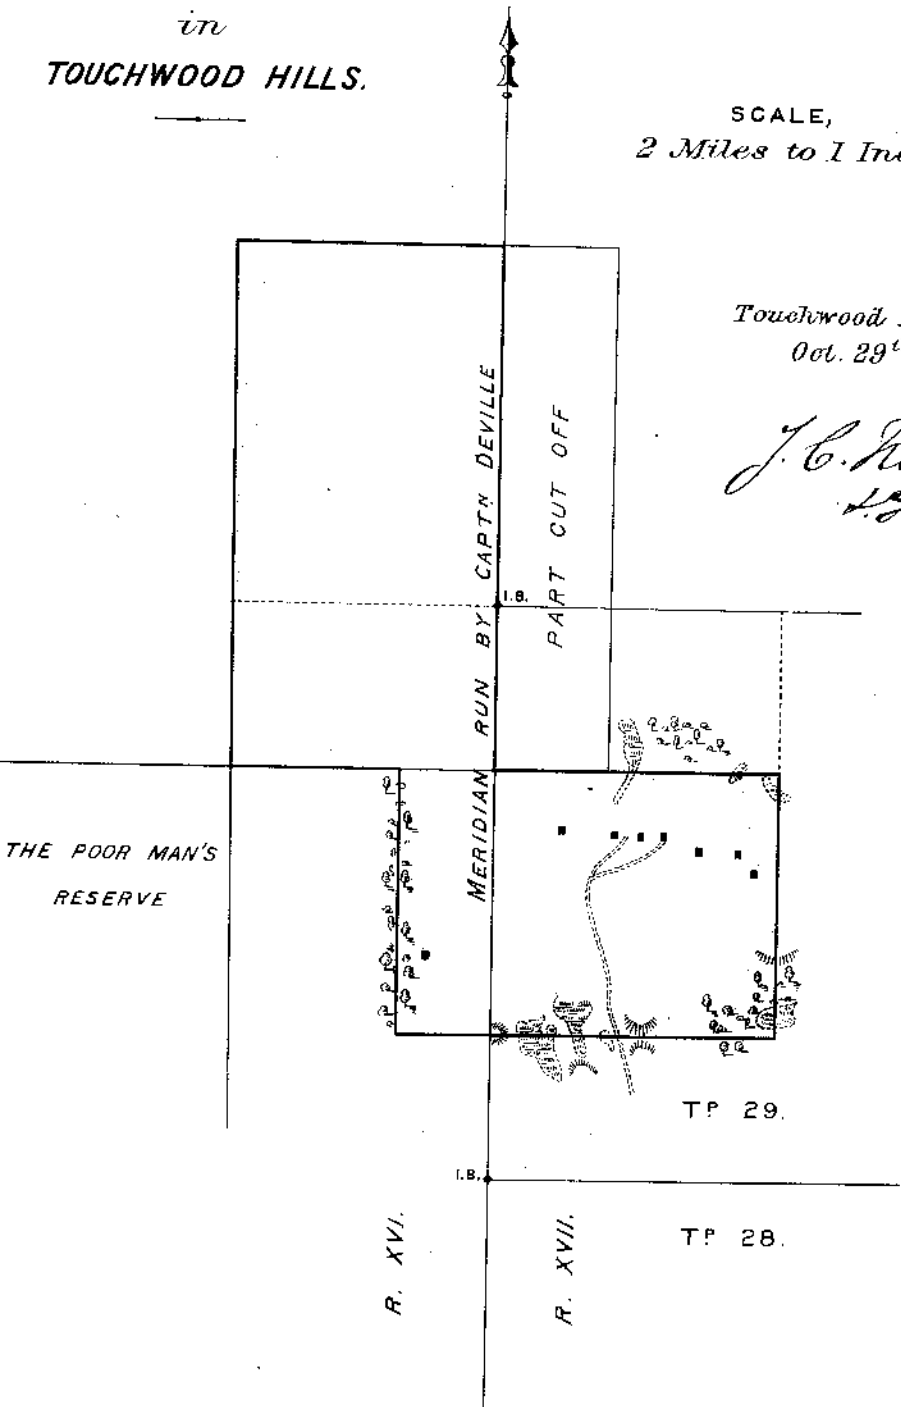 in
TOUCHWOOD HILLS.
SCALE,
2 Miles to 1
Touchwood
Oct. 29
J. C.
MERIDIAN RUN BY CAPTN DEVILLE
PART CUT OFF
I.B.
THE POOR MAN'S
RESERVE
TP 29.
I.B.
TP 28.
R. XVI.
R. XVII.